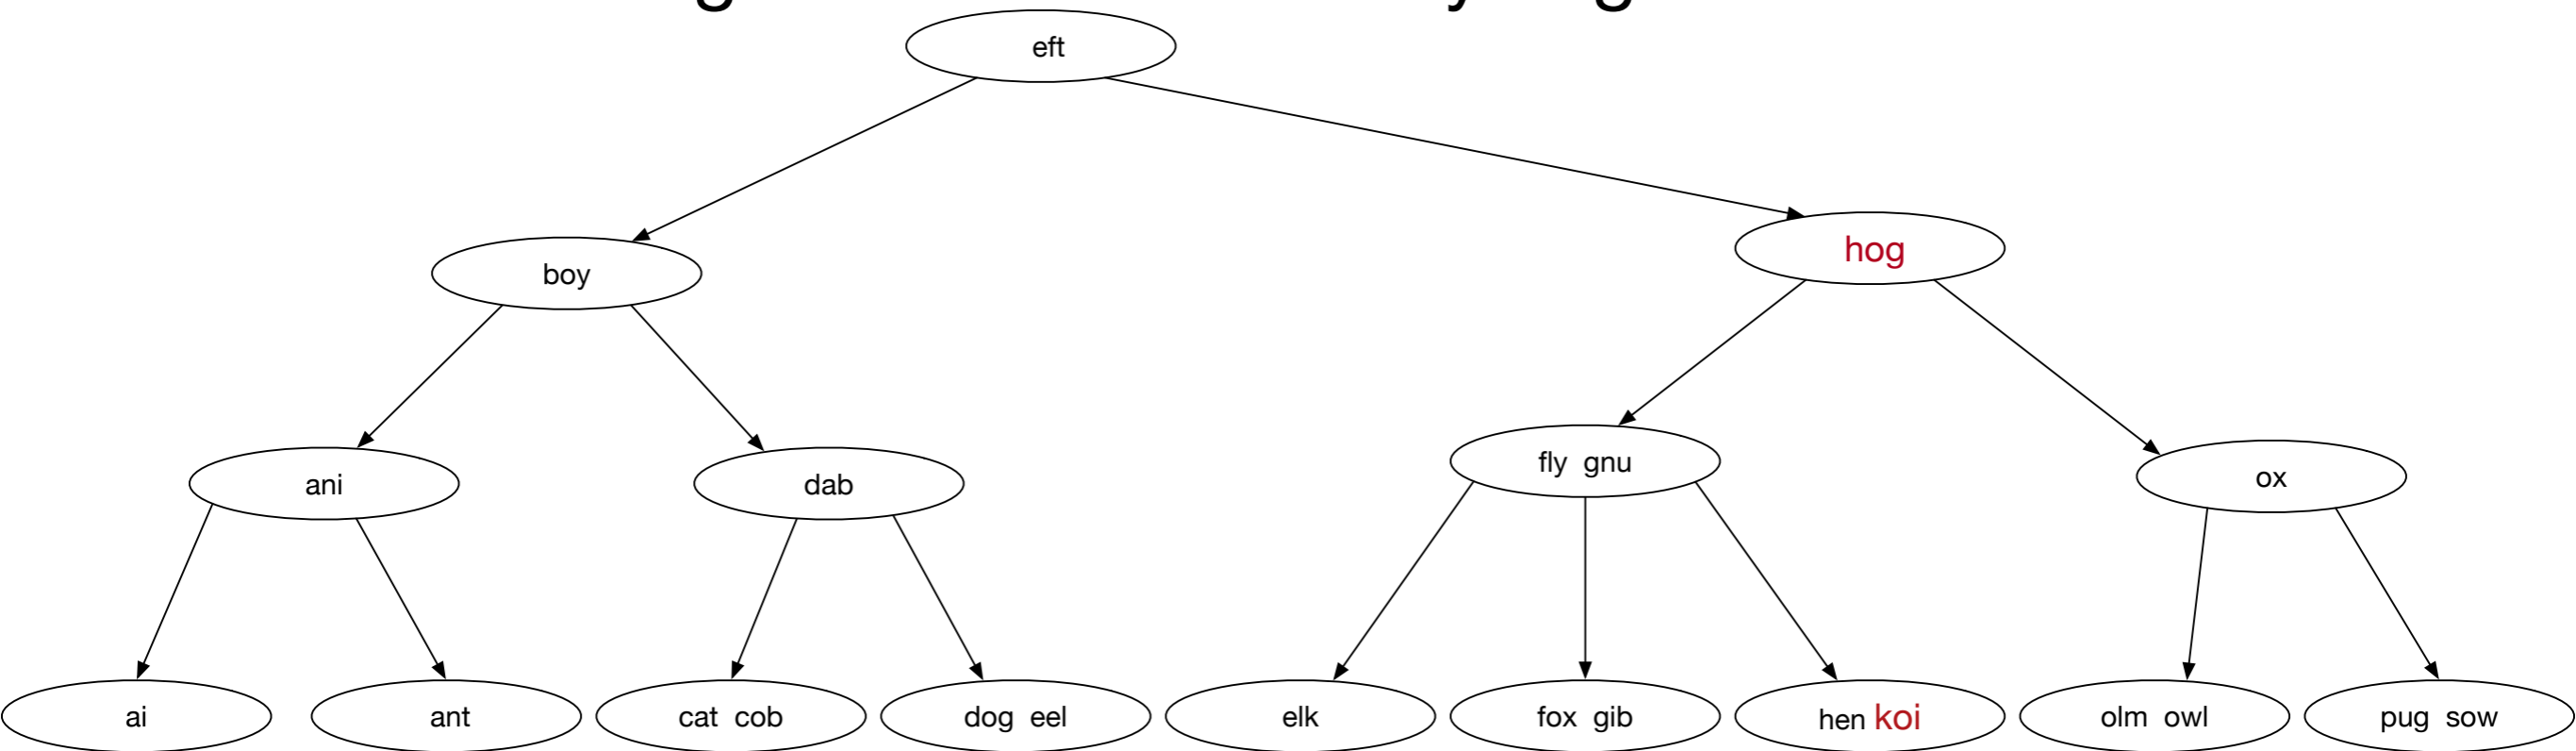 eft
boy
hog
ani
dab
fly gnu
ox
ai
ant
cat cob
dog eel
elk
fox gib
hen koi
olm owl
pug sow